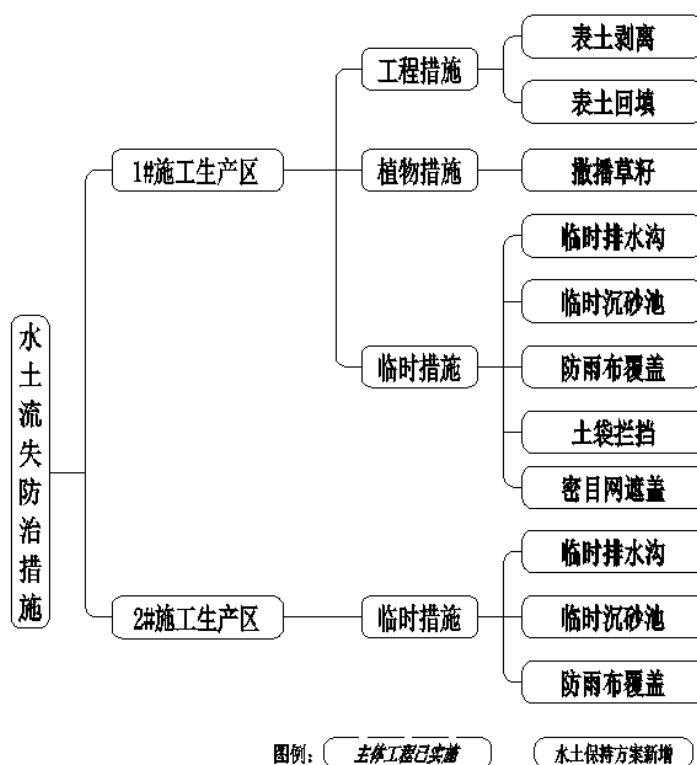 水土流失防治措施
1#施工生产区
工程措施
表土剥离
表土回填
植物措施
撒播草籽
临时措施
临时排水沟
临时沉砂池
防雨布覆盖
土袋拦挡
密目网遮盖
2#施工生产区
临时措施
临时排水沟
临时沉砂池
防雨布覆盖
图例： 主体工程已实施 水土保持方案新增